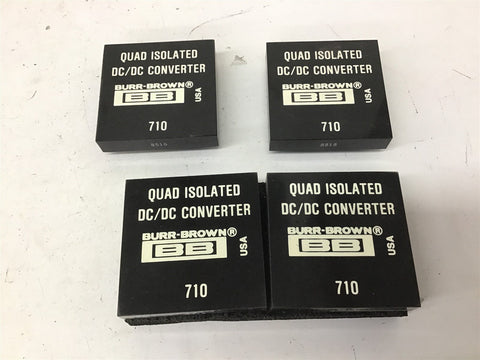 QUAD ISOLATED
DC/DC CONVERTER
BURR-BROWN®
BB
USA
710
QUAD ISOLATED
DC/DC CONVERTER
BURR-BROWN®
BB
USA
710
QUAD ISOLATED
DC/DC CONVERTER
BURR-BROWN®
BB
USA
710
QUAD ISOLATED
DC/DC CONVERTER
BURR-BROWN®
BB
USA
710